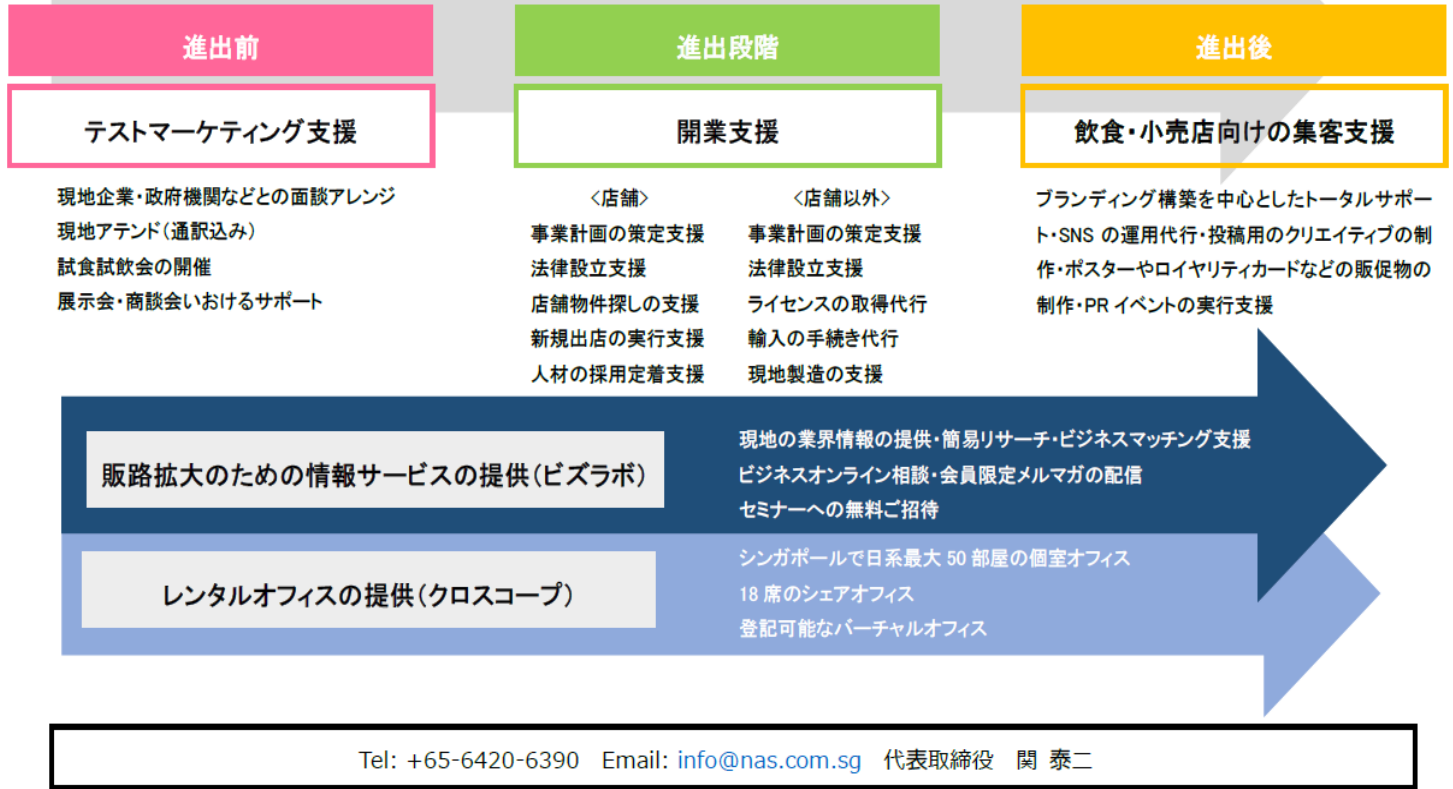 進出前
進出段階
進出後
テストマーケティング支援
開業支援
飲食・小売店向けの集客支援
現地企業・政府機関などとの面談アレンジ
現地アテンド（通訳込み）
試食試飲会の開催
展示会・商談会いおけるサポート
〈店舗〉
事業計画の策定支援
法律設立支援
店舗物件探しの支援
新規出店の実行支援
人材の採用定着支援
〈店舗以外〉
事業計画の策定支援
法律設立支援
ライセンスの取得代行
輸入の手続き代行
現地製造の支援
ブランディング構築を中心としたトータルサポー
ト・SNS の運用代行・投稿用のクリエイティブの制
作・ポスターやロイヤリティカードなどの販促物の
制作・PR イベントの実行支援
販路拡大のための情報サービスの提供（ビズラボ）
現地の業界情報の提供・簡易リサーチ・ビジネスマッチング支援
ビジネスオンライン相談・会員限定メルマガの配信
セミナーへの無料ご招待
レンタルオフィスの提供（クロスコープ）
シンガポールで日系最大 50 部屋の個室オフィス
18 席のシェアオフィス
登記可能なバーチャルオフィス
Tel: +65-6420-6390　Email: info@nas.com.sg　代表取締役　関 泰二